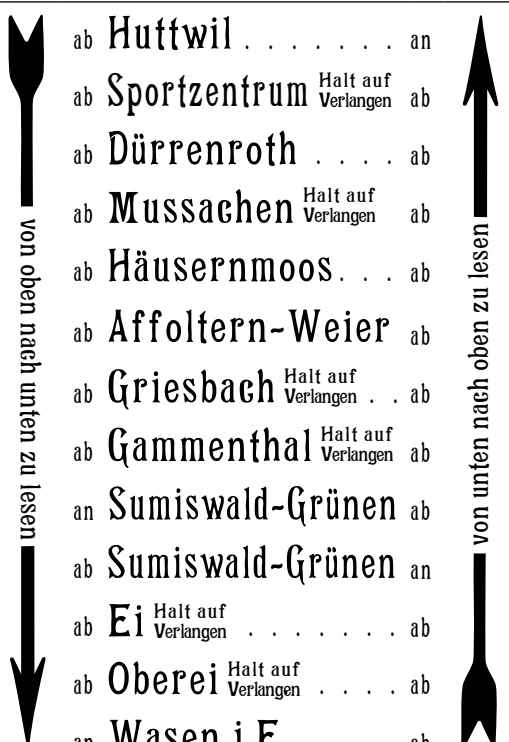 ab Huttwil . . . . . . . an
ab Sportzentrum Halt auf Verlangen ab
ab Dürrenroth . . . . ab
ab Mussachen Halt auf Verlangen ab
ab Häusernmoos . . . ab
ab Affoltern-Weier ab
ab Griesbach Halt auf Verlangen . . ab
ab Gammenthal Halt auf Verlangen ab
an Sumiswald-Grünen ab
ab Sumiswald-Grünen an
ab Ei Halt auf Verlangen . . . . . . . ab
ab Oberei Halt auf Verlangen . . . . ab
an Wasen i.E. ab
von oben nach unten zu lesen
von unten nach oben zu lesen